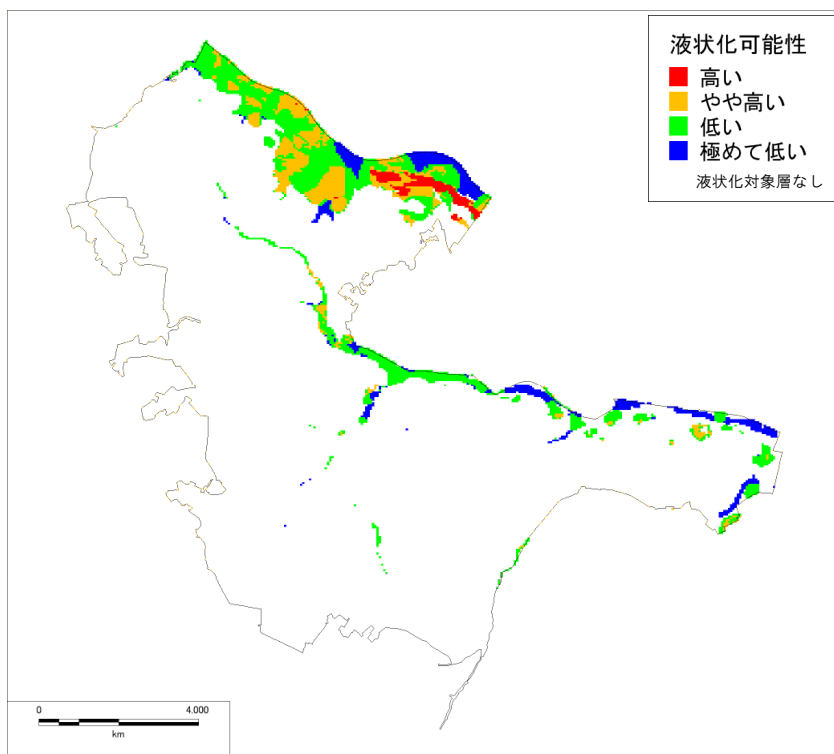 液状化可能性
高い
やや高い
低い
極めて低い
液状化対象層なし
0 4.000
km